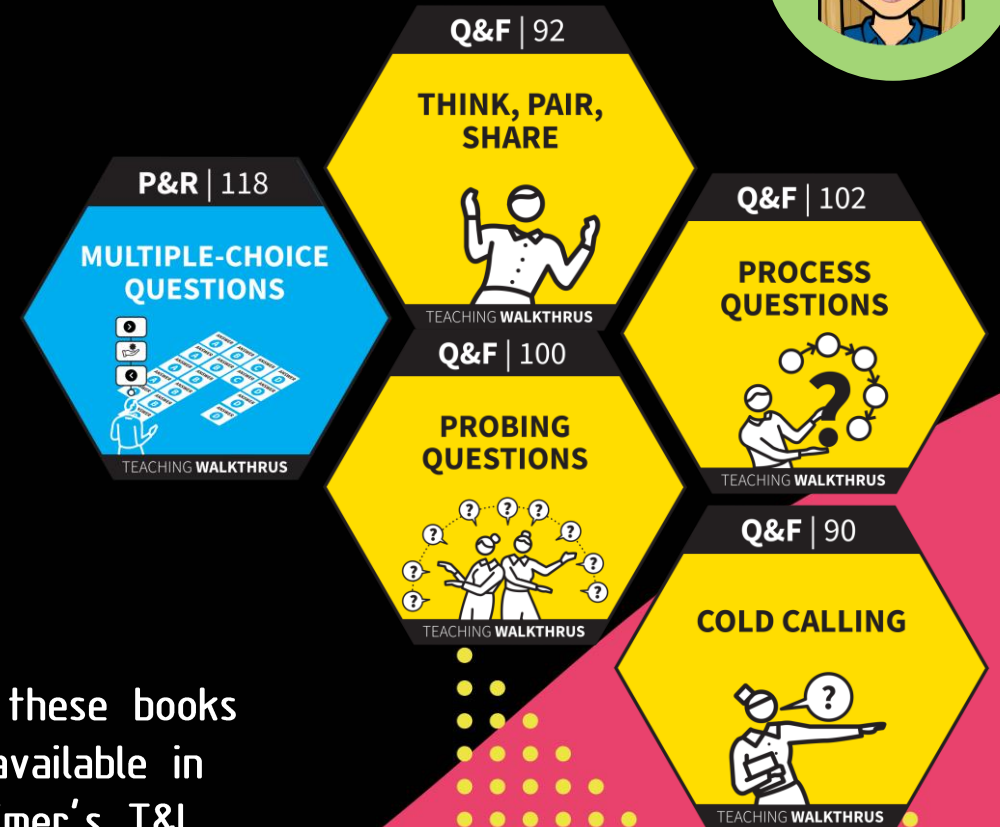 Q&F | 92
THINK, PAIR,
SHARE
TEACHING WALKTHRUS
P&R | 118
MULTIPLE-CHOICE
QUESTIONS
TEACHING WALKTHRUS
Q&F | 102
PROCESS
QUESTIONS
?
TEACHING WALKTHRUS
Q&F | 100
PROBING
QUESTIONS
? ? ? ? ? ? ? ? ?
TEACHING WALKTHRUS
Q&F | 90
COLD CALLING
?
TEACHING WALKTHRUS
these books
available in
T&L